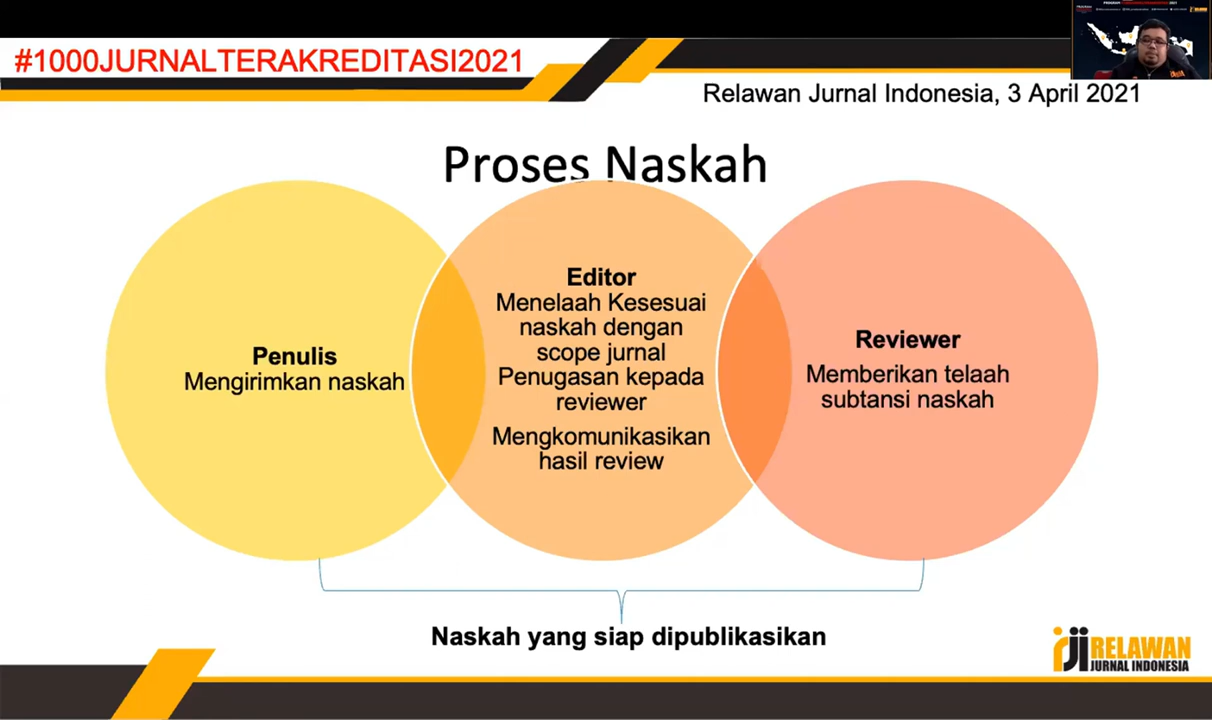 #1000JURNALTERAKREDITASI2021
Relawan Jurnal Indonesia, 3 April 2021
Proses Naskah
Penulis
Mengirimkan naskah
Editor
Menelaah Kesesuai
naskah dengan
scope jurnal
Penugasan kepada
reviewer
Mengkomunikasikan
hasil review
Reviewer
Memberikan telaah
subtansi naskah
Naskah yang siap dipublikasikan
RELAWAN
JURNAL INDONESIA